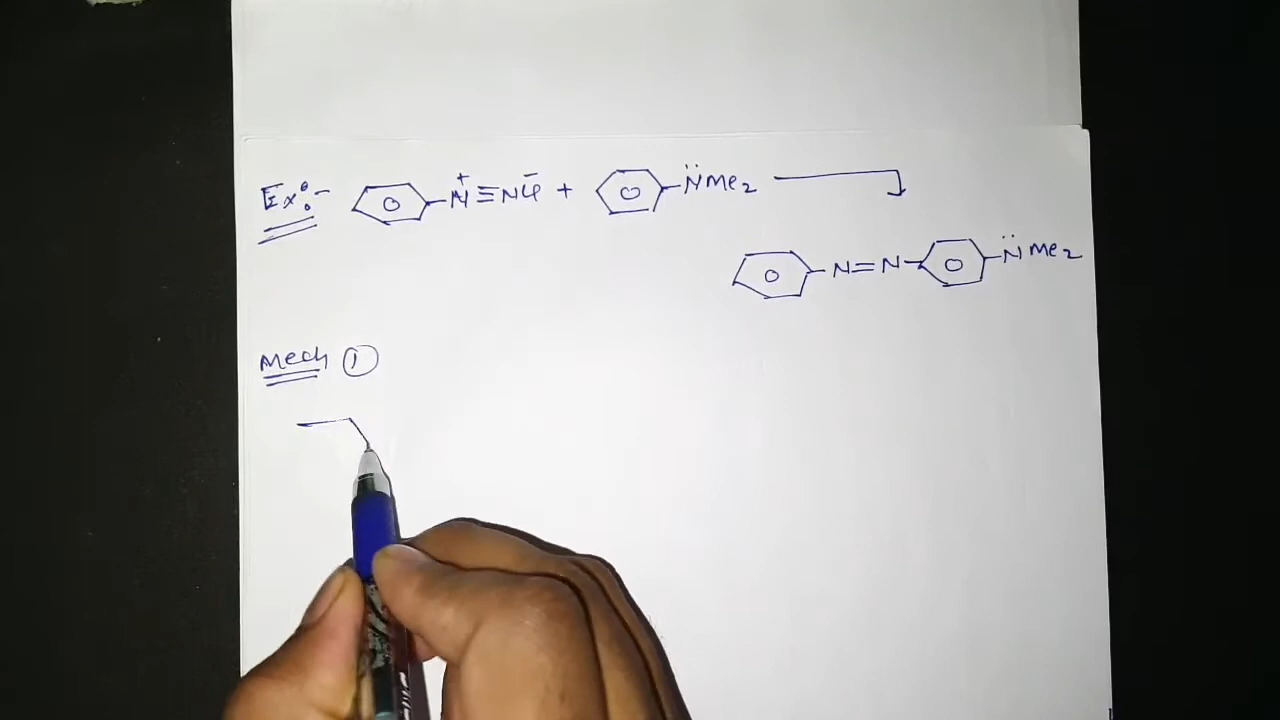 Ex:- N⁺≡NCl⁻ + N̈Me₂
N=N N̈Me₂
Mech ①